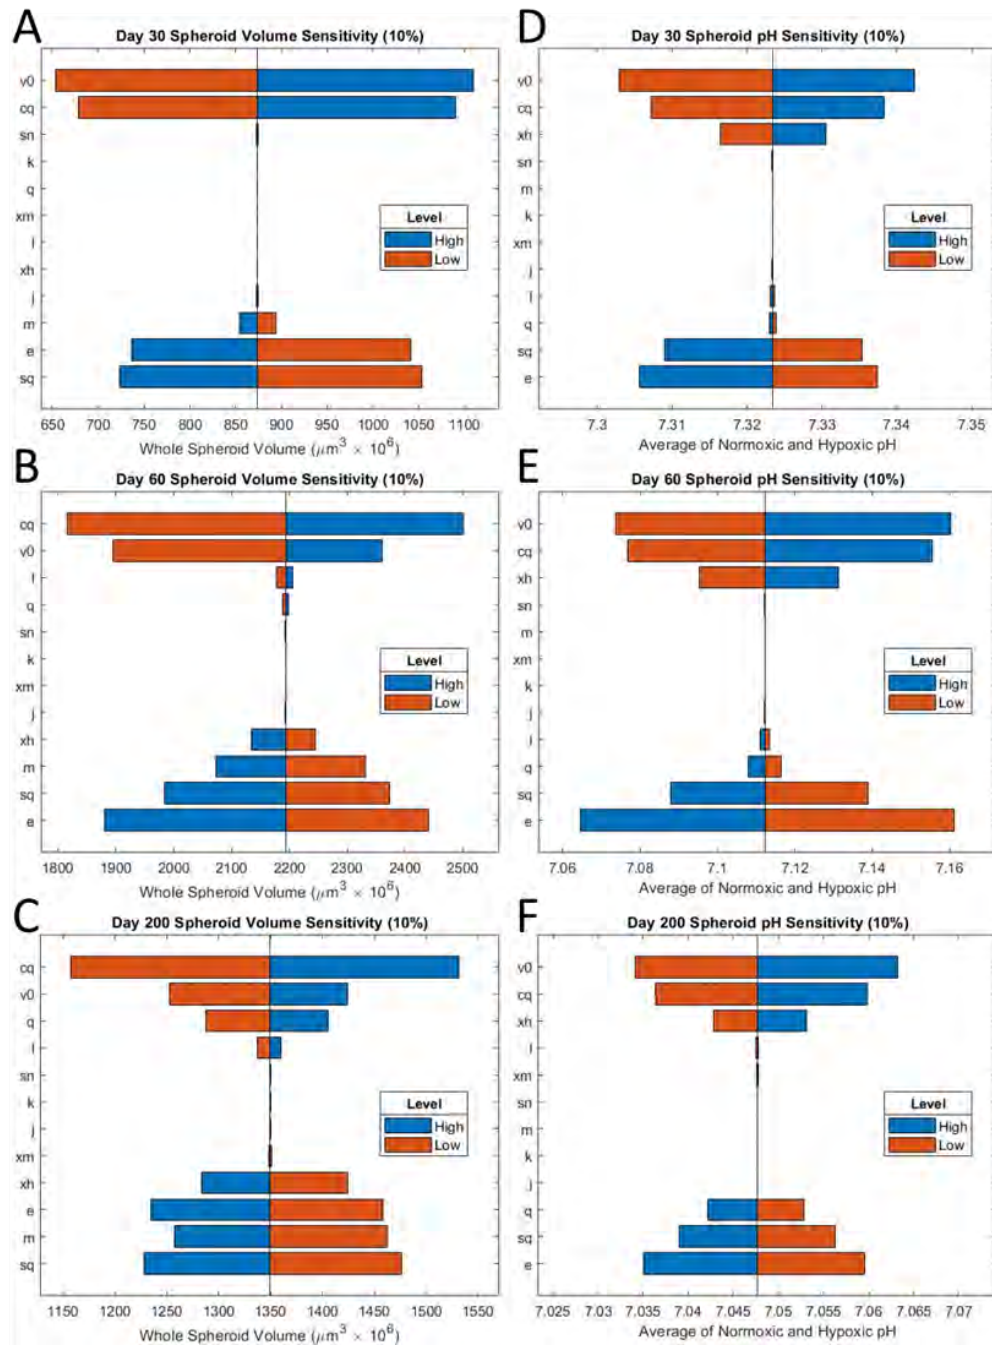 A
Day 30 Spheroid Volume Sensitivity (10%)
v0
cq
sn
k
q
xm
l
xh
j
m
e
sq
Level
High
Low
650 700 750 800 850 900 950 1000 1050 1100
Whole Spheroid Volume (μm³ × 10⁶)
D
Day 30 Spheroid pH Sensitivity (10%)
v0
cq
xh
sn
m
k
xm
j
l
q
sq
e
Level
High
Low
7.3 7.31 7.32 7.33 7.34 7.35
Average of Normoxic and Hypoxic pH
B
Day 60 Spheroid Volume Sensitivity (10%)
cq
v0
l
q
sn
k
xm
j
xh
m
sq
e
Level
High
Low
1800 1900 2000 2100 2200 2300 2400 2500
Whole Spheroid Volume (μm³ × 10⁶)
E
Day 60 Spheroid pH Sensitivity (10%)
v0
cq
xh
sn
m
xm
k
j
l
q
sq
e
Level
High
Low
7.06 7.08 7.1 7.12 7.14 7.16
Average of Normoxic and Hypoxic pH
C
Day 200 Spheroid Volume Sensitivity (10%)
cq
v0
q
l
sn
k
j
xm
xh
e
m
sq
Level
High
Low
1150 1200 1250 1300 1350 1400 1450 1500 1550
Whole Spheroid Volume (μm³ × 10⁶)
F
Day 200 Spheroid pH Sensitivity (10%)
v0
cq
xh
l
xm
sn
m
k
j
q
sq
e
Level
High
Low
7.025 7.03 7.035 7.04 7.045 7.05 7.055 7.06 7.065 7.07
Average of Normoxic and Hypoxic pH